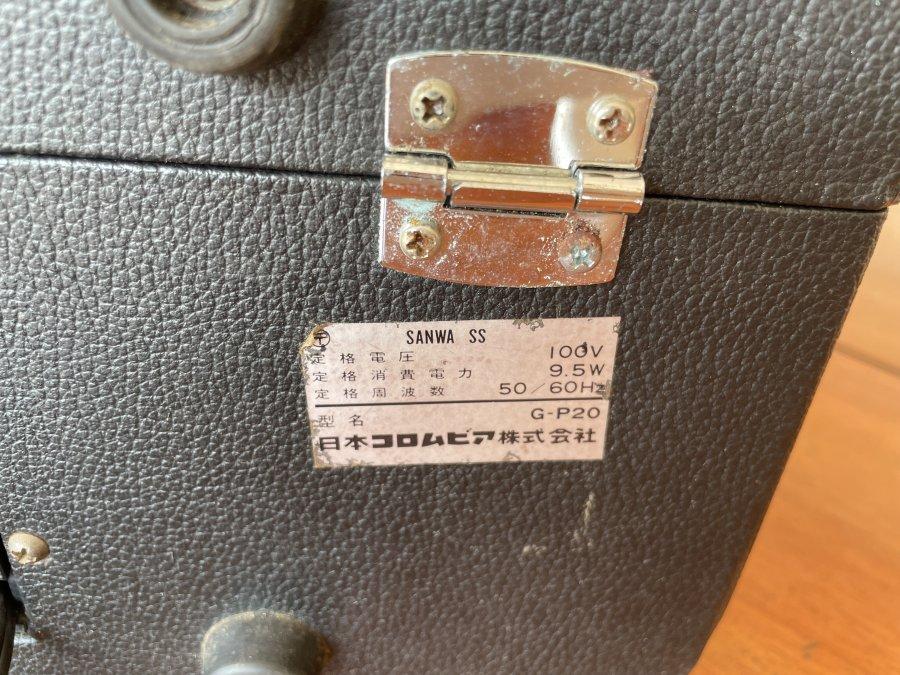 〒 SANWA SS
定格電圧 100V
定格消費電力 9.5W
定格周波数 50/60Hz
型名 G-P20
日本コロムビア株式会社